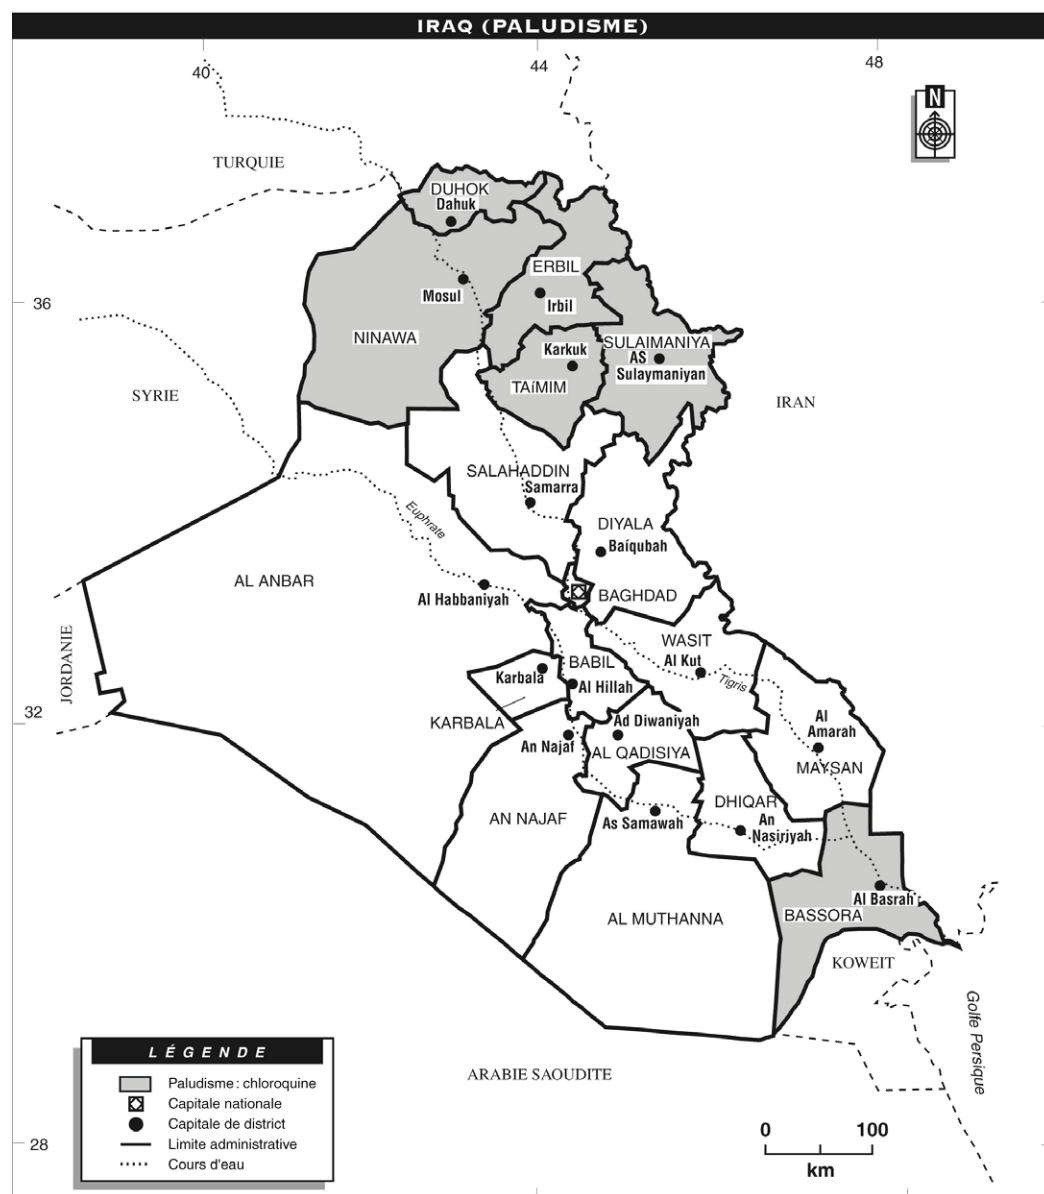 IRAQ (PALUDISME)
40
44
48
N
TURQUIE
DUHOK
Dahuk
ERBIL
Mosul
Irbil
36
NINAWA
Karkuk
SULAIMANIYA
AS
Sulaymaniyan
TAíMIM
SYRIE
IRAN
SALAHADDIN
Samarra
Euphrate
DIYALA
Baíqubah
AL ANBAR
Al Habbaniyah
BAGHDAD
JORDANIE
WASIT
Al Kut
BABIL
Karbala
Al Hillah
Tigris
32
KARBALA
Ad Diwaniyah
Al
Amarah
An Najaf
AL QADISIYA
MAYSAN
DHIQAR
AN NAJAF
As Samawah
An
Nasiriyah
Al Basrah
AL MUTHANNA
BASSORA
KOWEIT
Golfe Persique
ARABIE SAOUDITE
LÉGENDE
Paludisme : chloroquine
Capitale nationale
Capitale de district
Limite administrative
Cours d'eau
28
0 100
km